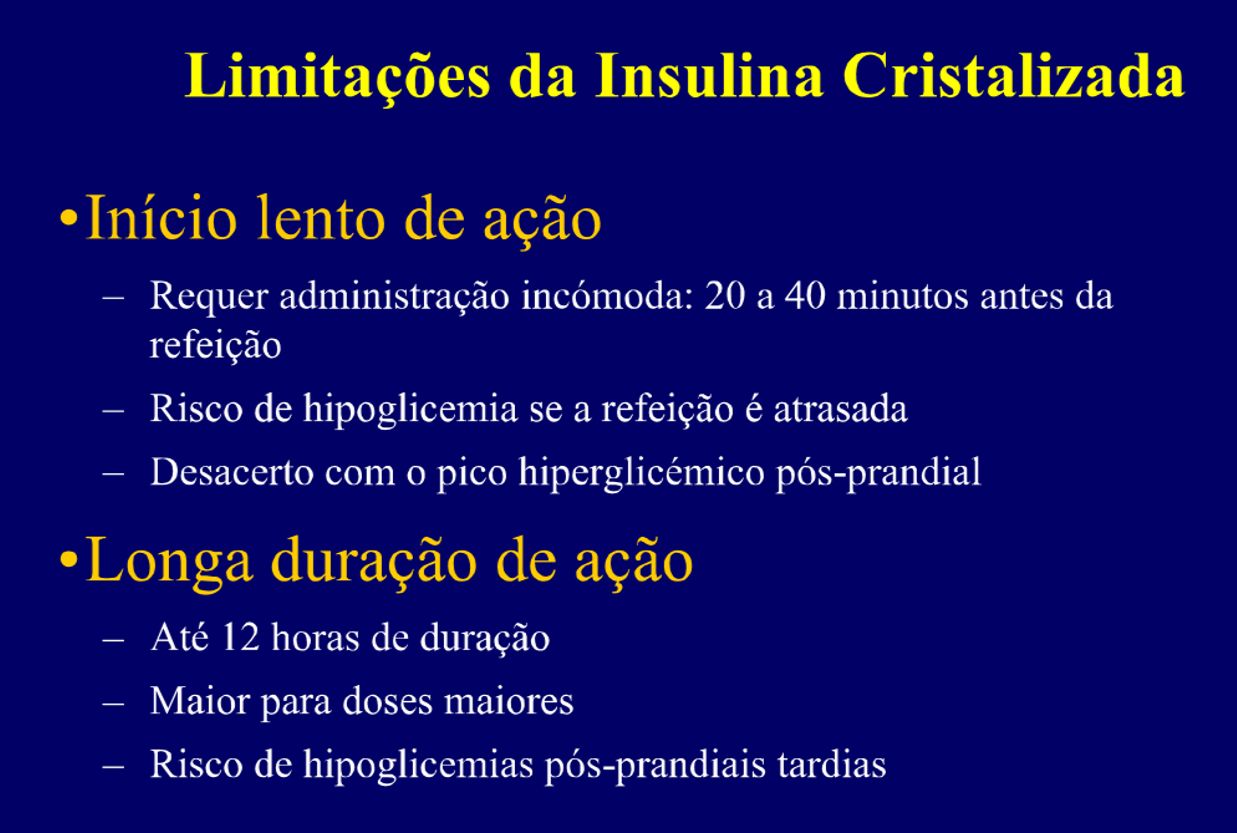 Limitações da Insulina Cristalizada
•Início lento de ação
– Requer administração incómoda: 20 a 40 minutos antes da
refeição
– Risco de hipoglicemia se a refeição é atrasada
– Desacerto com o pico hiperglicémico pós-prandial
•Longa duração de ação
– Até 12 horas de duração
– Maior para doses maiores
– Risco de hipoglicemias pós-prandiais tardias